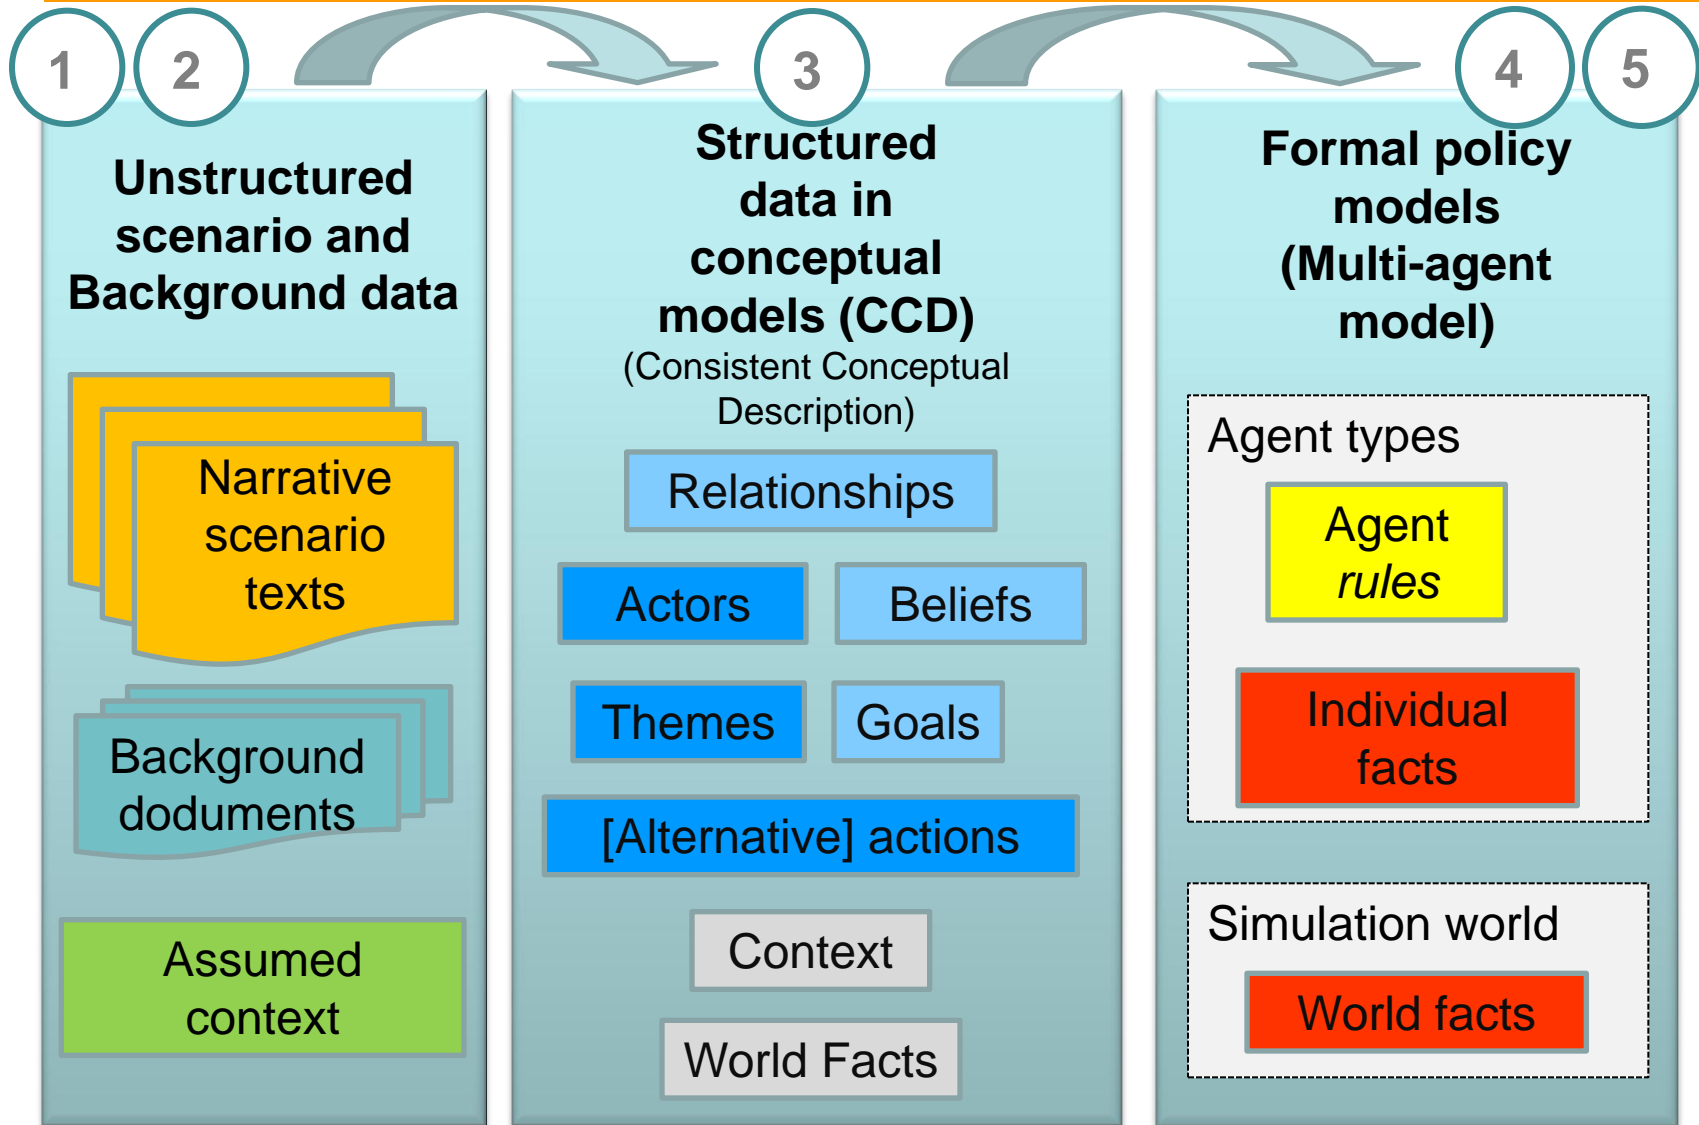 1
2
3
4
5
Unstructured
scenario and
Background data
Narrative
scenario
texts
Background
doduments
Assumed
context
Structured
data in
conceptual
models (CCD)
(Consistent Conceptual
Description)
Relationships
Actors
Beliefs
Themes
Goals
[Alternative] actions
Context
World Facts
Formal policy
models
(Multi-agent
model)
Agent types
Agent
rules
Individual
facts
Simulation world
World facts